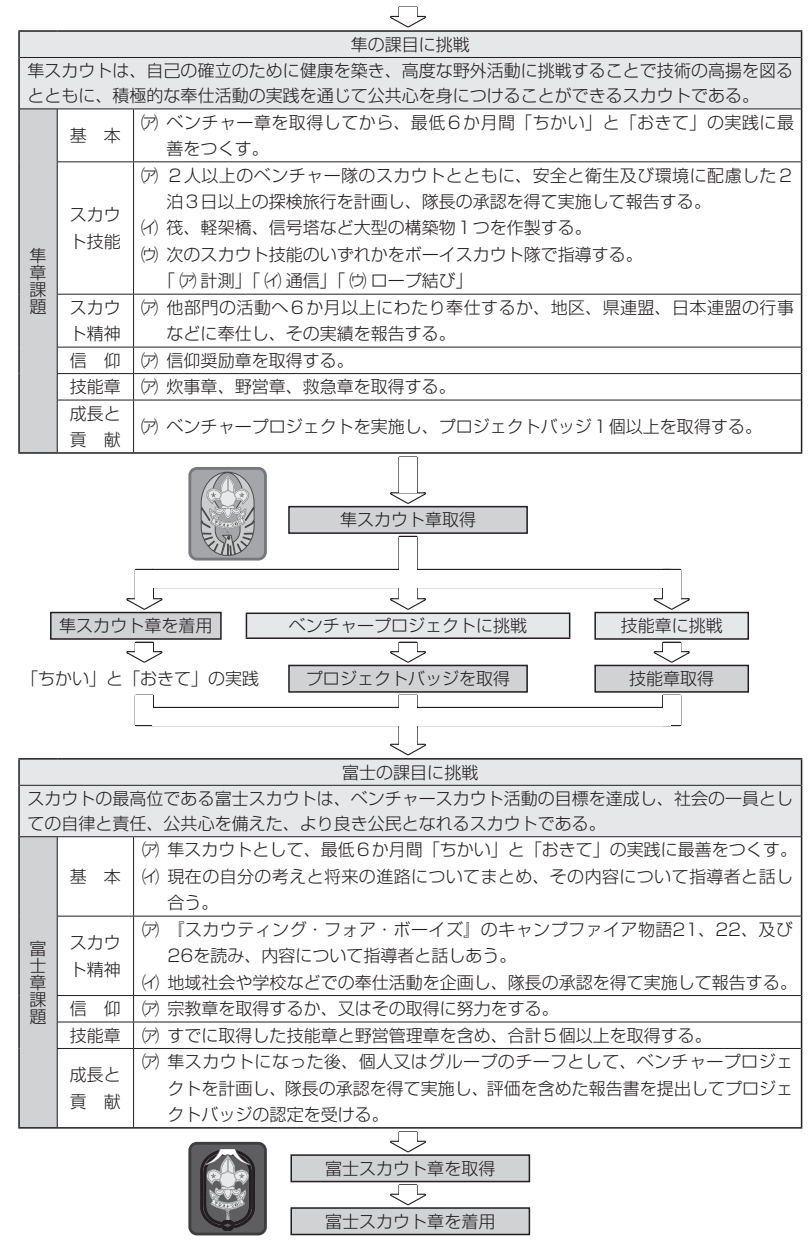 隼の課目に挑戦
隼スカウトは、自己の確立のために健康を築き、高度な野外活動に挑戦することで技術の高揚を図る
とともに、積極的な奉仕活動の実践を通じて公共心を身につけることができるスカウトである。
隼章課題
基　本
㋐ ベンチャー章を取得してから、最低6か月間「ちかい」と「おきて」の実践に最
善をつくす。
スカウ
ト技能
㋐ 2人以上のベンチャー隊のスカウトとともに、安全と衛生及び環境に配慮した2
泊3日以上の探検旅行を計画し、隊長の承認を得て実施して報告する。
㋑ 筏、軽架橋、信号塔など大型の構築物1つを作製する。
㋒ 次のスカウト技能のいずれかをボーイスカウト隊で指導する。
「㋐計測」「㋑通信」「㋒ロープ結び」
スカウ
ト精神
㋐ 他部門の活動へ6か月以上にわたり奉仕するか、地区、県連盟、日本連盟の行事
などに奉仕し、その実績を報告する。
信　仰
㋐ 信仰奨励章を取得する。
技能章
㋐ 炊事章、野営章、救急章を取得する。
成長と
貢　献
㋐ ベンチャープロジェクトを実施し、プロジェクトバッジ1個以上を取得する。
隼スカウト章取得
隼スカウト章を着用
ベンチャープロジェクトに挑戦
技能章に挑戦
「ちかい」と「おきて」の実践
プロジェクトバッジを取得
技能章取得
富士の課目に挑戦
スカウトの最高位である富士スカウトは、ベンチャースカウト活動の目標を達成し、社会の一員とし
ての自律と責任、公共心を備えた、より良き公民となれるスカウトである。
富士章課題
基　本
㋐ 隼スカウトとして、最低6か月間「ちかい」と「おきて」の実践に最善をつくす。
㋑ 現在の自分の考えと将来の進路についてまとめ、その内容について指導者と話し
合う。
スカウ
ト精神
㋐ 『スカウティング・フォア・ボーイズ』のキャンプファイア物語21、22、及び
26を読み、内容について指導者と話しあう。
㋑ 地域社会や学校などでの奉仕活動を企画し、隊長の承認を得て実施して報告する。
信　仰
㋐ 宗教章を取得するか、又はその取得に努力をする。
技能章
㋐ すでに取得した技能章と野営管理章を含め、合計5個以上を取得する。
成長と
貢　献
㋐ 隼スカウトになった後、個人又はグループのチーフとして、ベンチャープロジェ
クトを計画し、隊長の承認を得て実施し、評価を含めた報告書を提出してプロジェ
クトバッジの認定を受ける。
富士スカウト章を取得
富士スカウト章を着用